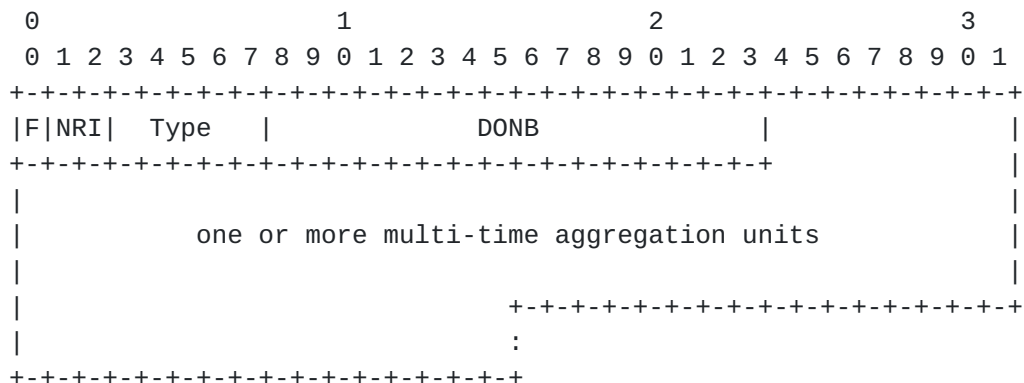 0                   1                   2                   3
 0 1 2 3 4 5 6 7 8 9 0 1 2 3 4 5 6 7 8 9 0 1 2 3 4 5 6 7 8 9 0 1
+-+-+-+-+-+-+-+-+-+-+-+-+-+-+-+-+-+-+-+-+-+-+-+-+-+-+-+-+-+-+-+-+
|F|NRI|  Type   |             DONB              |               |
+-+-+-+-+-+-+-+-+-+-+-+-+-+-+-+-+-+-+-+-+-+-+-+-+               |
|                                                               |
|           one or more multi-time aggregation units            |
|                                                               |
|                               +-+-+-+-+-+-+-+-+-+-+-+-+-+-+-+-+
|                               :
+-+-+-+-+-+-+-+-+-+-+-+-+-+-+-+-+